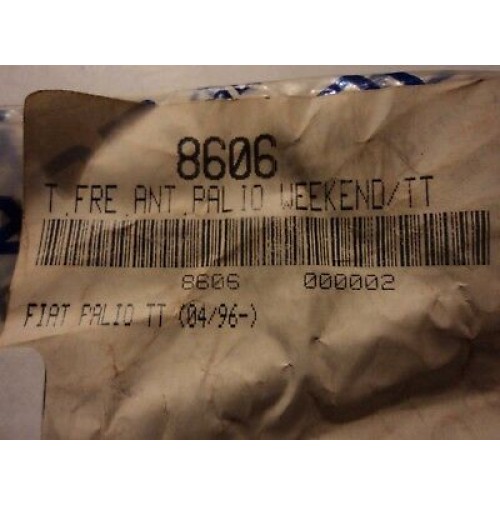 8606
T.FRE.ANT.PALIO WEEKEND/TT
8606 000002
FIAT PALIO TT (04/96-)